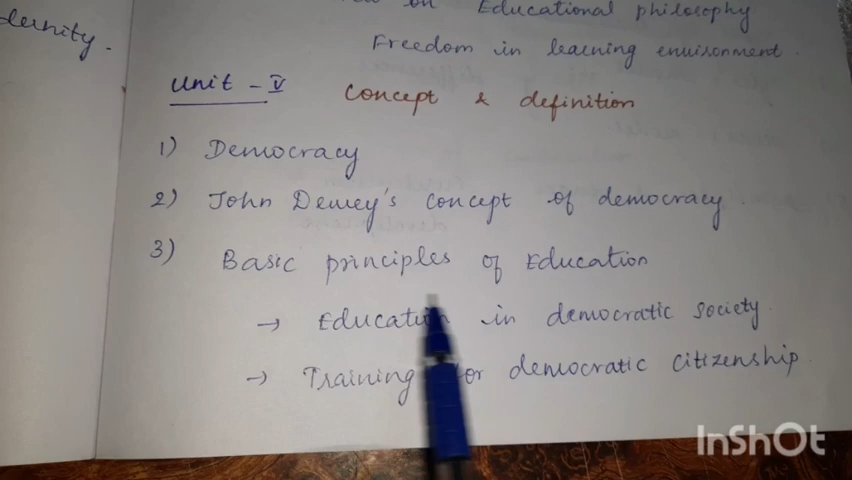 on Educational philosophy
Freedom in learning environment.
Unit - V Concept & definition
1) Democracy
2) John Dewey's concept of democracy.
3) Basic principles of Education
→ Education in democratic society.
→ Training for democratic citizenship.
InShOt